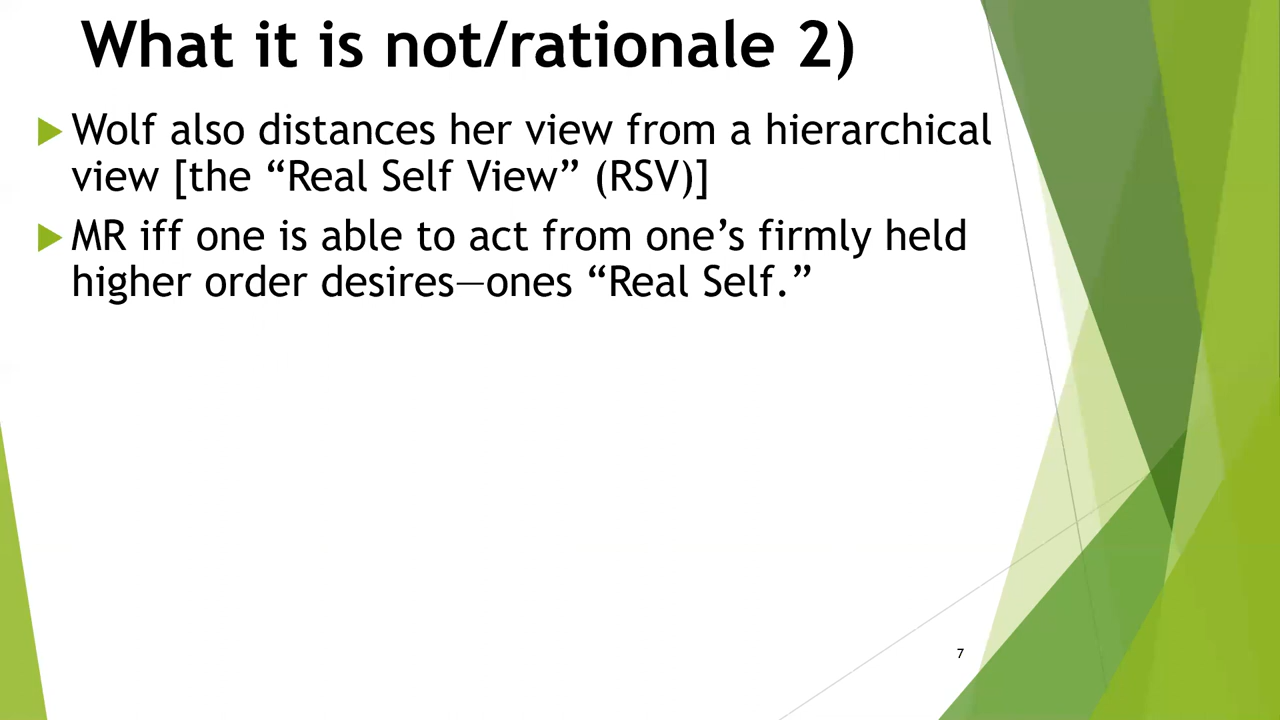 What it is not/rationale 2)
Wolf also distances her view from a hierarchical
view [the “Real Self View” (RSV)]
MR iff one is able to act from one’s firmly held
higher order desires—ones “Real Self.”
7